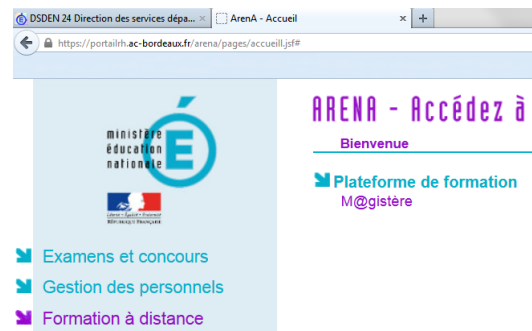 DSDEN 24 Direction des services dépa...
ArenA - Accueil
https://portailrh.ac-bordeaux.fr/arena/pages/accueill.jsf#
ministère
éducation
nationale
Liberté • Égalité • Fraternité
RÉPUBLIQUE FRANÇAISE
Examens et concours
Gestion des personnels
Formation à distance
ARENA - Accédez à
Bienvenue
Plateforme de formation
M@gistère